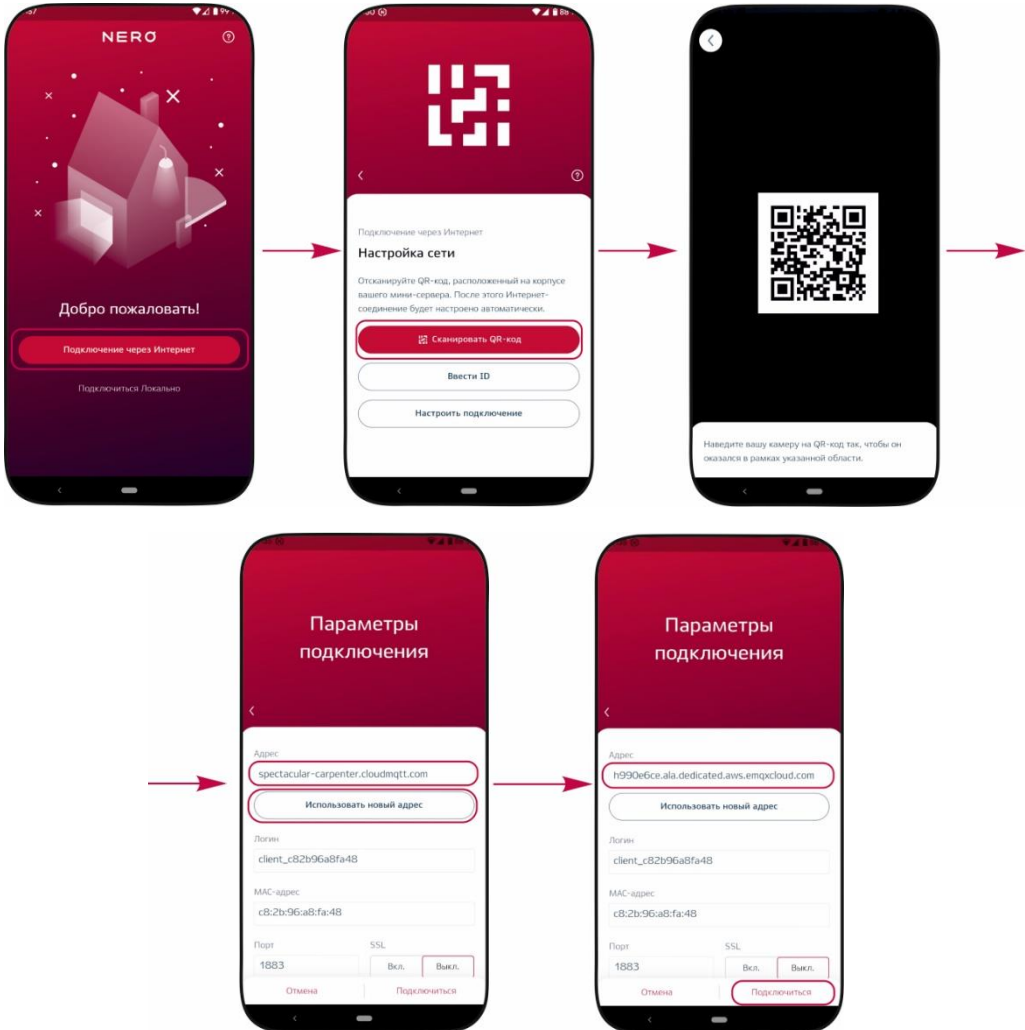 NERO
Добро пожаловать!
Подключение через Интернет
Подключиться Локально
Подключение через Интернет
Настройка сети
Отсканируйте QR-код, расположенный на корпусе
вашего мини-сервера. После этого Интернет-
соединение будет настроено автоматически.
Сканировать QR-код
Ввести ID
Настроить подключение
Наведите вашу камеру на QR-код так, чтобы он
оказался в рамках указанной области.
Параметры
подключения
Адрес
spectacular-carpenter.cloudmqtt.com
Использовать новый адрес
Логин
client_c82b96a8fa48
MAC-адрес
c8:2b:96:a8:fa:48
Порт SSL
1883 Вкл. Выкл.
Отмена Подключиться
Параметры
подключения
Адрес
h990e6ce.ala.dedicated.aws.emqxcloud.com
Использовать новый адрес
Логин
client_c82b96a8fa48
MAC-адрес
c8:2b:96:a8:fa:48
Порт SSL
1883 Вкл. Выкл.
Отмена Подключиться